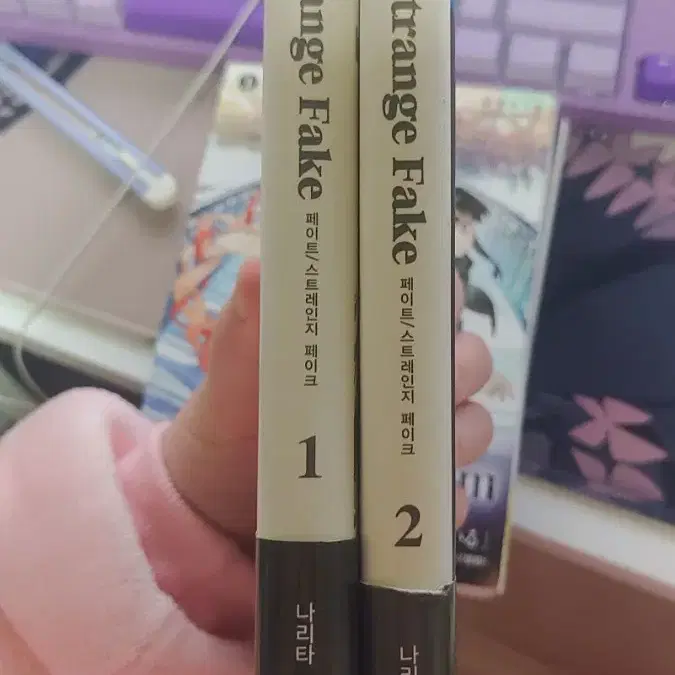 ange Fake
페이트/스트레인지 페이크
1
나리타
trange Fake
페이트/스트레인지 페이크
2
나리